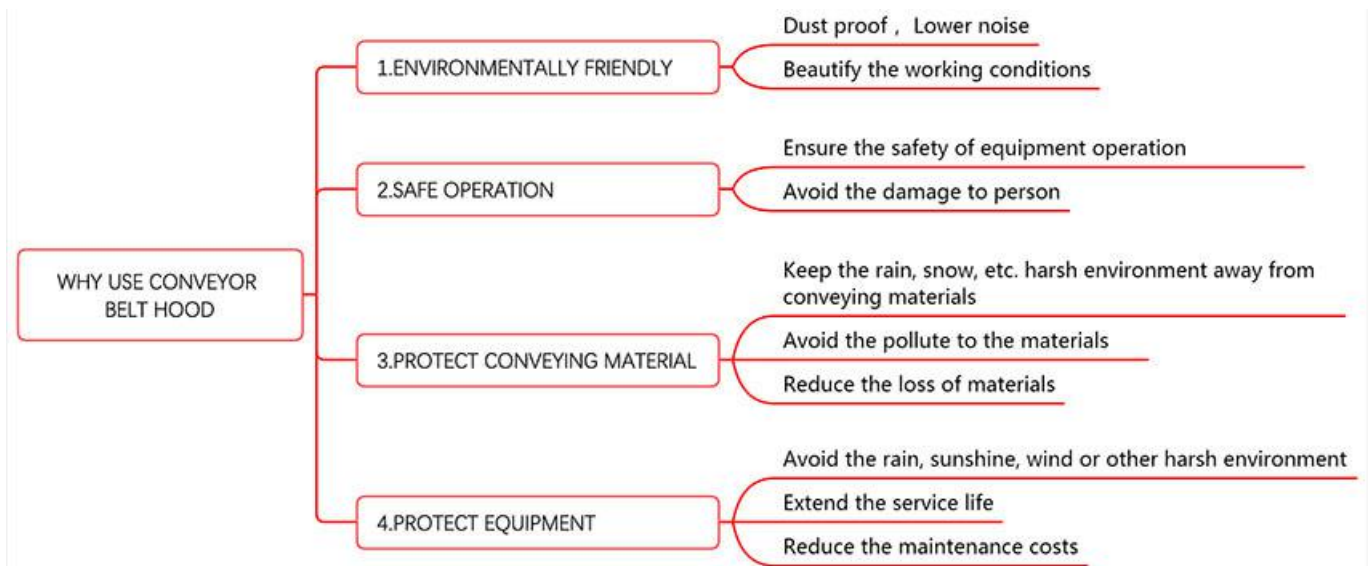 WHY USE CONVEYOR
BELT HOOD
1.ENVIRONMENTALLY FRIENDLY
Dust proof , Lower noise
Beautify the working conditions
2.SAFE OPERATION
Ensure the safety of equipment operation
Avoid the damage to person
3.PROTECT CONVEYING MATERIAL
Keep the rain, snow, etc. harsh environment away from
conveying materials
Avoid the pollute to the materials
Reduce the loss of materials
4.PROTECT EQUIPMENT
Avoid the rain, sunshine, wind or other harsh environment
Extend the service life
Reduce the maintenance costs